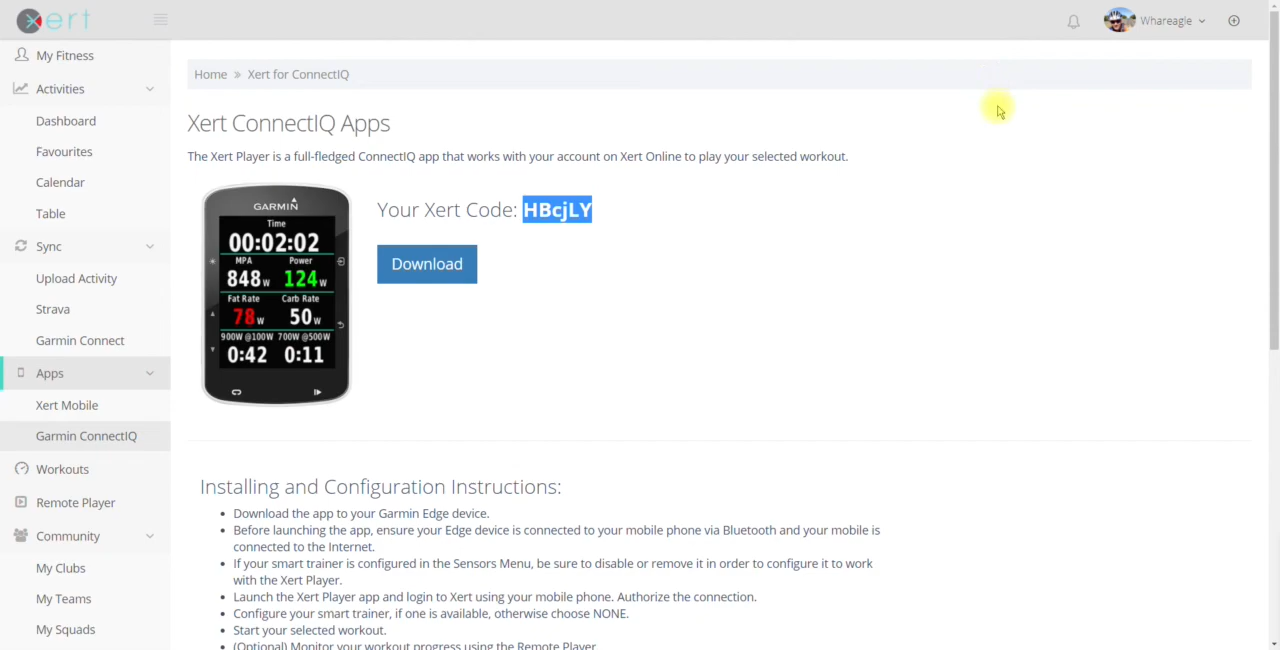 xert
Whareagle
My Fitness
Activities
Dashboard
Favourites
Calendar
Table
Sync
Upload Activity
Strava
Garmin Connect
Apps
Xert Mobile
Garmin ConnectIQ
Workouts
Remote Player
Community
My Clubs
My Teams
My Squads
Home » Xert for ConnectIQ
Xert ConnectIQ Apps
The Xert Player is a full-fledged ConnectIQ app that works with your account on Xert Online to play your selected workout.
GARMIN
Time
00:02:02
MPA Power
848w 124w
Fat Rate Carb Rate
78w 50w
900W@100W 700W@500W
0:42 0:11
Your Xert Code: HBcjLY
Download
Installing and Configuration Instructions:
• Download the app to your Garmin Edge device.
• Before launching the app, ensure your Edge device is connected to your mobile phone via Bluetooth and your mobile is
connected to the Internet.
• If your smart trainer is configured in the Sensors Menu, be sure to disable or remove it in order to configure it to work
with the Xert Player.
• Launch the Xert Player app and login to Xert using your mobile phone. Authorize the connection.
• Configure your smart trainer, if one is available, otherwise choose NONE.
• Start your selected workout.
• (Optional) Monitor your workout progress using the Remote Player